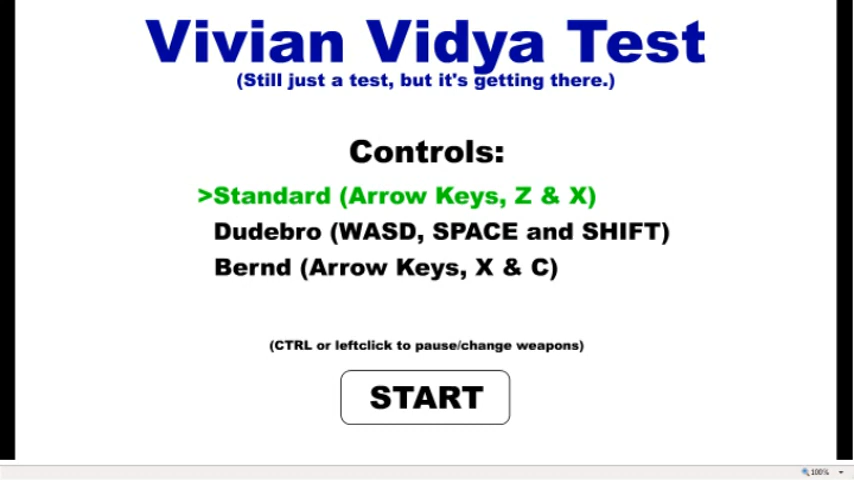 Vivian Vidya Test
(Still just a test, but it's getting there.)
Controls:
>Standard (Arrow Keys, Z & X)
Dudebro (WASD, SPACE and SHIFT)
Bernd (Arrow Keys, X & C)
(CTRL or leftclick to pause/change weapons)
START
100%